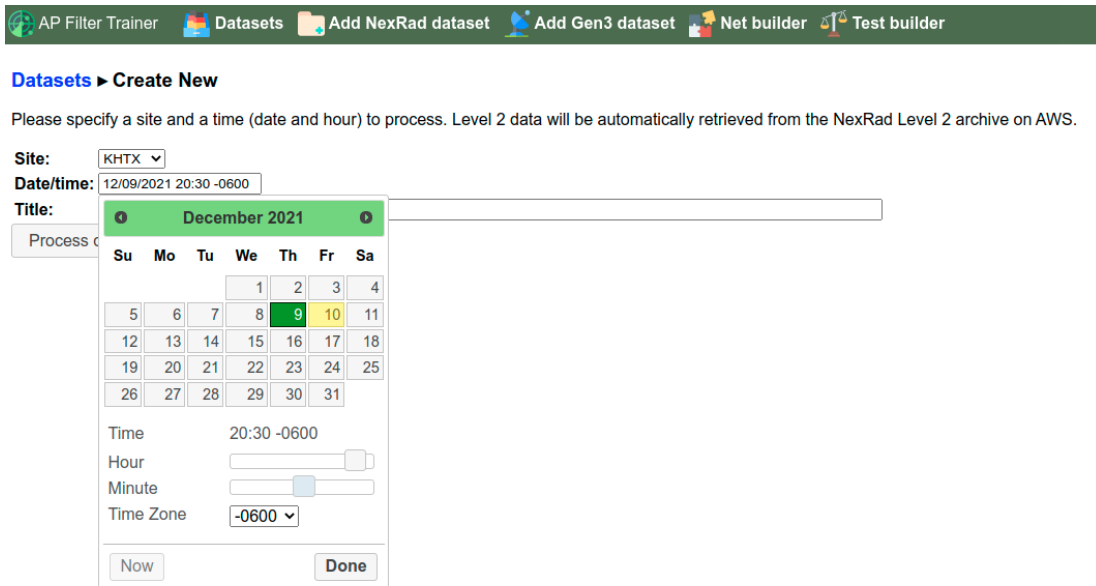 AP Filter Trainer Datasets Add NexRad dataset Add Gen3 dataset Net builder Test builder
Datasets ▸ Create New
Please specify a site and a time (date and hour) to process. Level 2 data will be automatically retrieved from the NexRad Level 2 archive on AWS.
Site: KHTX
Date/time: 12/09/2021 20:30 -0600
Title:
Process
December 2021
Su Mo Tu We Th Fr Sa
1 2 3 4
5 6 7 8 9 10 11
12 13 14 15 16 17 18
19 20 21 22 23 24 25
26 27 28 29 30 31
Time 20:30 -0600
Hour
Minute
Time Zone -0600
Now Done